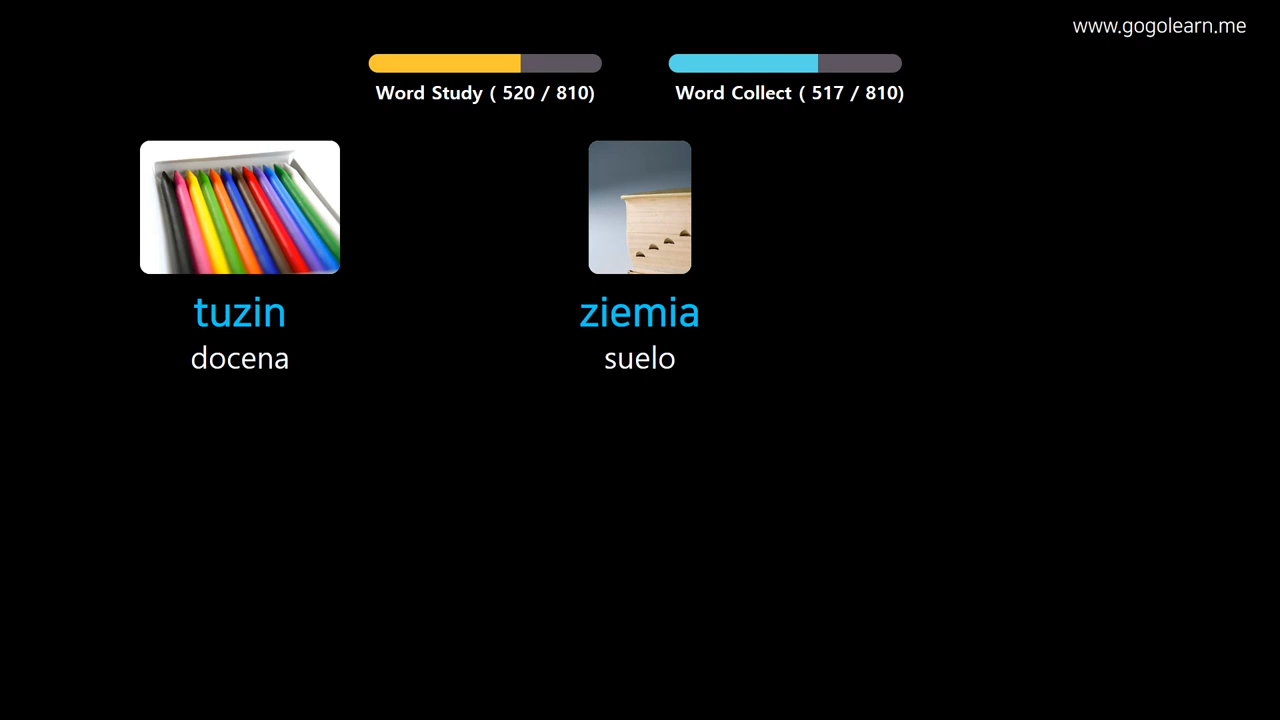 www.gogolearn.me
Word Study ( 520 / 810)
Word Collect ( 517 / 810)
tuzin
docena
ziemia
suelo